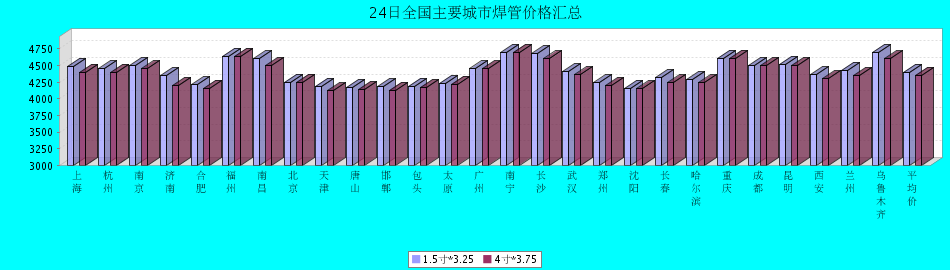 24日全国主要城市焊管价格汇总
4750
4500
4250
4000
3750
3500
3250
3000
上海
杭州
南京
济南
合肥
福州
南昌
北京
天津
唐山
邯郸
包头
太原
广州
南宁
长沙
武汉
郑州
沈阳
长春
哈尔滨
重庆
成都
昆明
西安
兰州
乌鲁木齐
平均价
1.5寸*3.25
4寸*3.75